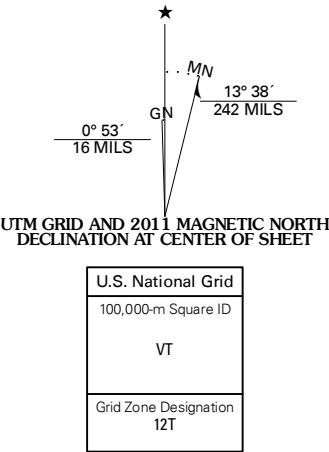 ★
MN
GN
13° 38´
242 MILS
0° 53´
16 MILS
UTM GRID AND 2011 MAGNETIC NORTH
DECLINATION AT CENTER OF SHEET
U.S. National Grid
100,000-m Square ID
VT
Grid Zone Designation
12T